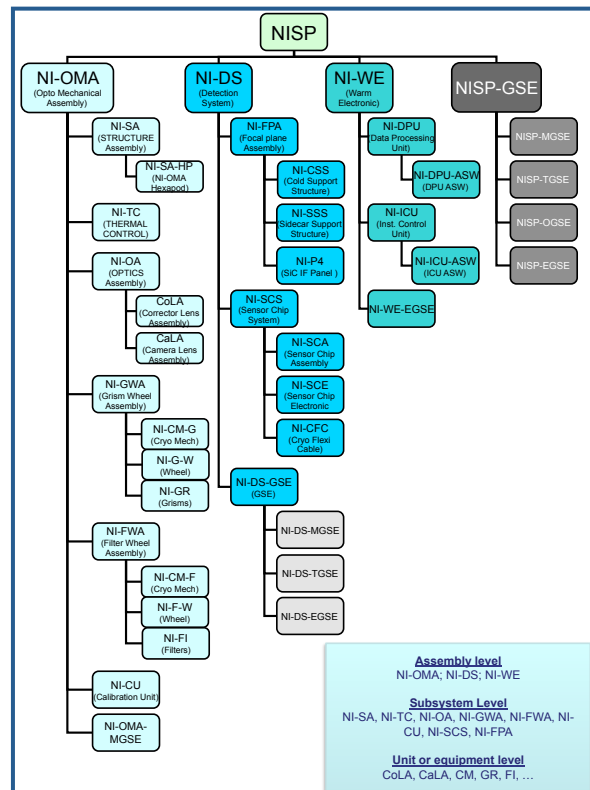 NISP
NI-OMA
(Opto Mechanical
Assembly)
NI-SA
(STRUCTURE
Assembly)
NI-SA-HP
(NI-OMA
Hexapod)
NI-TC
(THERMAL
CONTROL)
NI-OA
(OPTICS
Assembly)
CoLA
(Corrector Lens
Assembly)
CaLA
(Camera Lens
Assembly)
NI-GWA
(Grism Wheel
Assembly)
NI-CM-G
(Cryo Mech)
NI-G-W
(Wheel)
NI-GR
(Grisms)
NI-FWA
(Filter Wheel
Assembly)
NI-CM-F
(Cryo Mech)
NI-F-W
(Wheel)
NI-FI
(Filters)
NI-CU
(Calibration Unit)
NI-OMA-
MGSE
NI-DS
(Detection
System)
NI-FPA
(Focal plane
Assembly)
NI-CSS
(Cold Support
Structure)
NI-SSS
(Sidecar Support
Structure)
NI-P4
(SiC IF Panel )
NI-SCS
(Sensor Chip
System)
NI-SCA
(Sensor Chip
Assembly)
NI-SCE
(Sensor Chip
Electronic
NI-CFC
(Cryo Flexi
Cable)
NI-DS-GSE
(GSE)
NI-DS-MGSE
NI-DS-TGSE
NI-DS-EGSE
NI-WE
(Warm
Electronic)
NI-DPU
(Data Processing
Unit)
NI-DPU-ASW
(DPU ASW)
NI-ICU
(Inst. Control
Unit)
NI-ICU-ASW
(ICU ASW)
NI-WE-EGSE
NISP-GSE
NISP-MGSE
NISP-TGSE
NISP-OGSE
NISP-EGSE
Assembly level
NI-OMA; NI-DS; NI-WE
Subsystem Level
NI-SA, NI-TC, NI-OA, NI-GWA, NI-FWA, NI-
CU, NI-SCS, NI-FPA
Unit or equipment level
CoLA, CaLA, CM, GR, FI, …